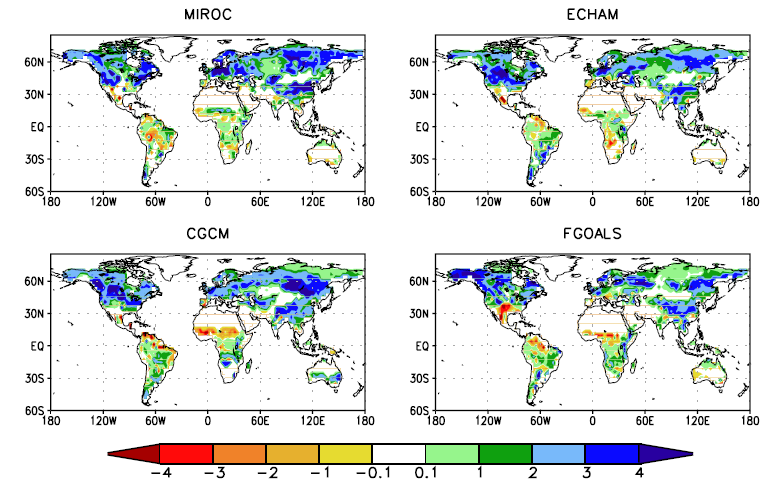 MIROC ECHAM
60N 60N
30N 30N
EQ EQ
30S 30S
60S 60S
180 120W 60W 0 60E 120E 180 180 120W 60W 0 60E 120E 180
CGCM FGOALS
60N 60N
30N 30N
EQ EQ
30S 30S
60S 60S
180 120W 60W 0 60E 120E 180 180 120W 60W 0 60E 120E 180
-4 -3 -2 -1 -0.1 0.1 1 2 3 4